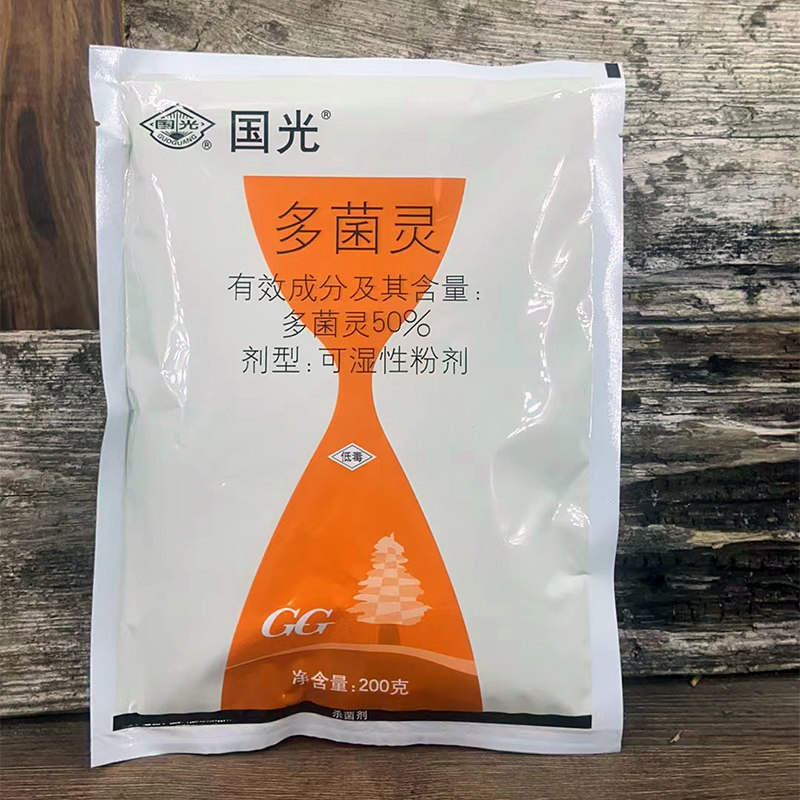 国光
GUOGUANG
®
国光®
多菌灵
有效成分及其含量:
多菌灵50%
剂型:可湿性粉剂
低毒
GG
净含量:200克
杀菌剂